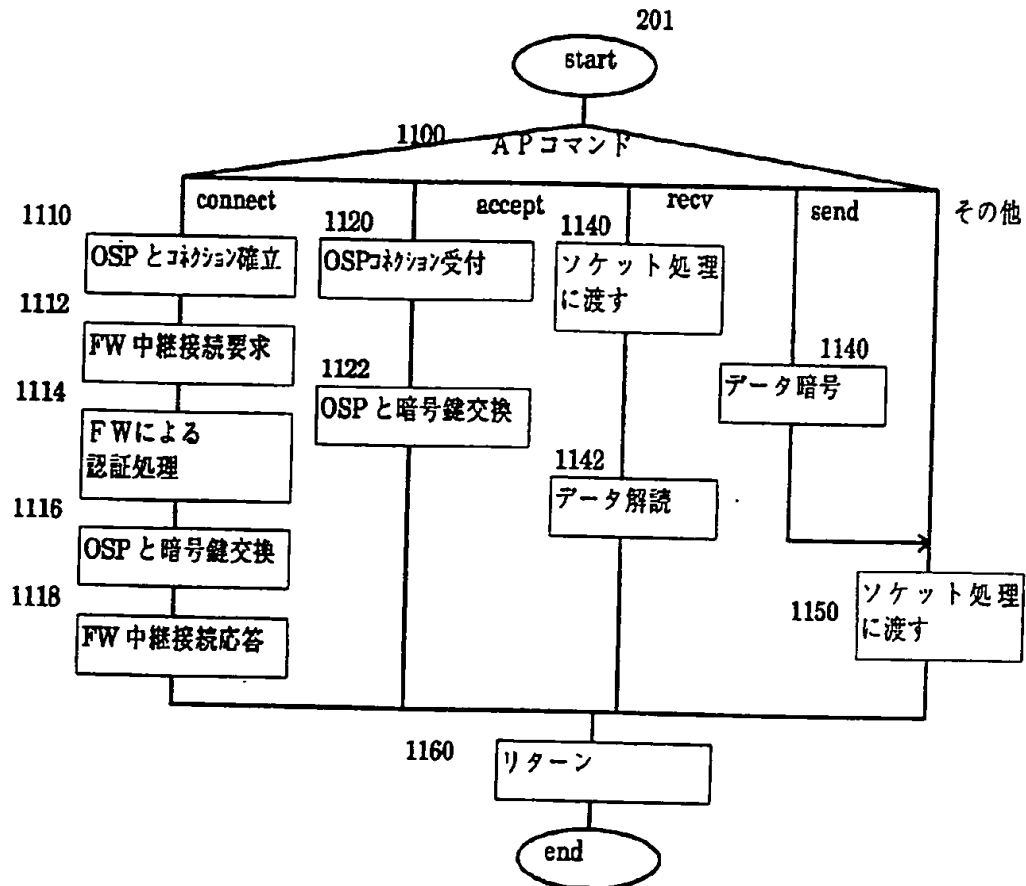 201
start
1100
APコマンド
connect
accept
recv
send
その他
1110
OSPとコネクション確立
1112
FW中継接続要求
1114
FWによる
認証処理
1116
OSPと暗号鍵交換
1118
FW中継接続応答
1120
OSPコネクション受付
1122
OSPと暗号鍵交換
1140
ソケット処理
に渡す
1142
データ解読
1140
データ暗号
1150
ソケット処理
に渡す
1160
リターン
end